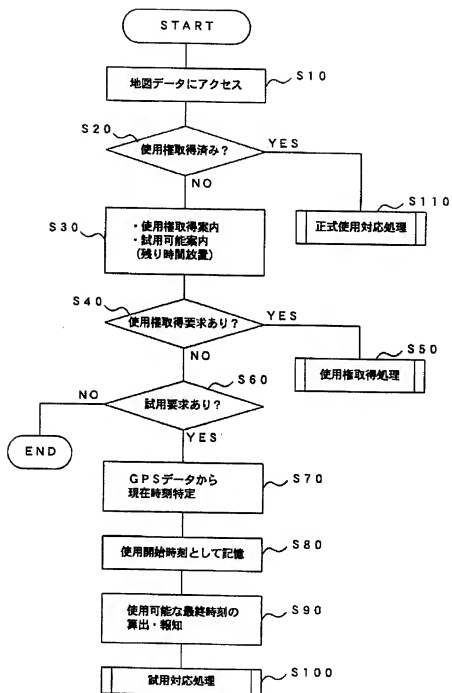 START
地図データにアクセス
S10
S20
使用権取得済み?
YES
NO
S110
正式使用対応処理
S30
・使用権取得案内
・試用可能案内
(残り時間放置)
S40
使用権取得要求あり?
YES
NO
S50
使用権取得処理
S60
試用要求あり?
NO
YES
END
GPSデータから
現在時刻特定
S70
使用開始時刻として記憶
S80
使用可能な最終時刻の
算出・報知
S90
試用対応処理
S100